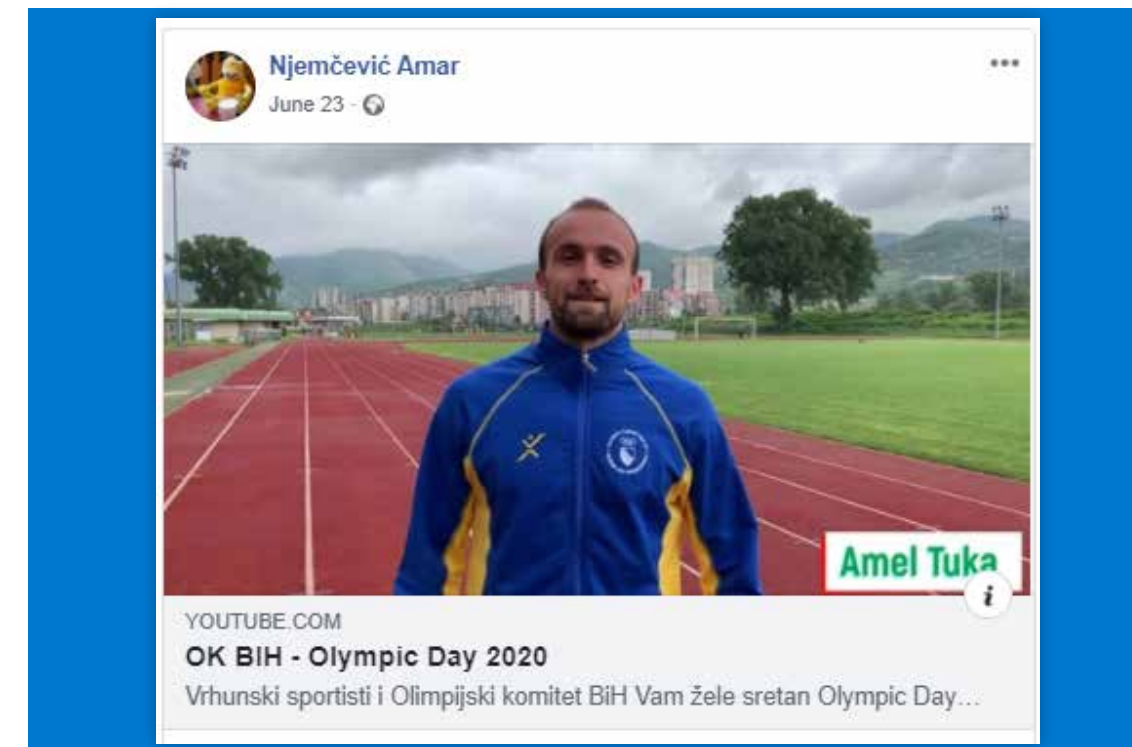 Njemčević Amar
June 23
Amel Tuka
i
YOUTUBE.COM
OK BIH - Olympic Day 2020
Vrhunski sportisti i Olimpijski komitet BiH Vam žele sretan Olympic Day…